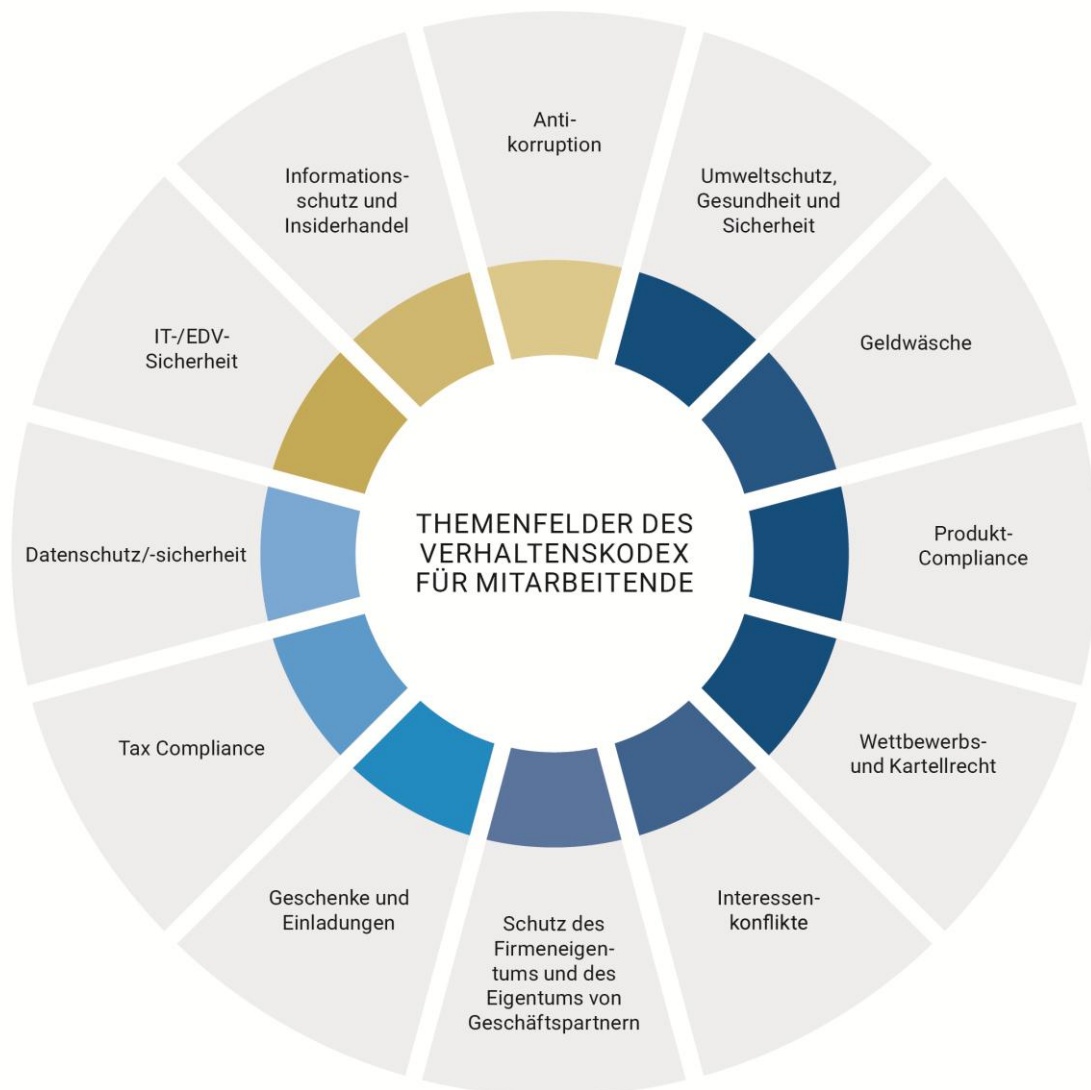 Anti-
korruption
Umweltschutz,
Gesundheit und
Sicherheit
Geldwäsche
Produkt-
Compliance
Wettbewerbs-
und Kartellrecht
Interessen-
konflikte
Schutz des
Firmeneigen-
tums und des
Eigentums von
Geschäftspartnern
Geschenke und
Einladungen
Tax Compliance
Datenschutz/-sicherheit
IT-/EDV-
Sicherheit
Informations-
schutz und
Insiderhandel
THEMENFELDER DES
VERHALTENSKODEX
FÜR MITARBEITENDE